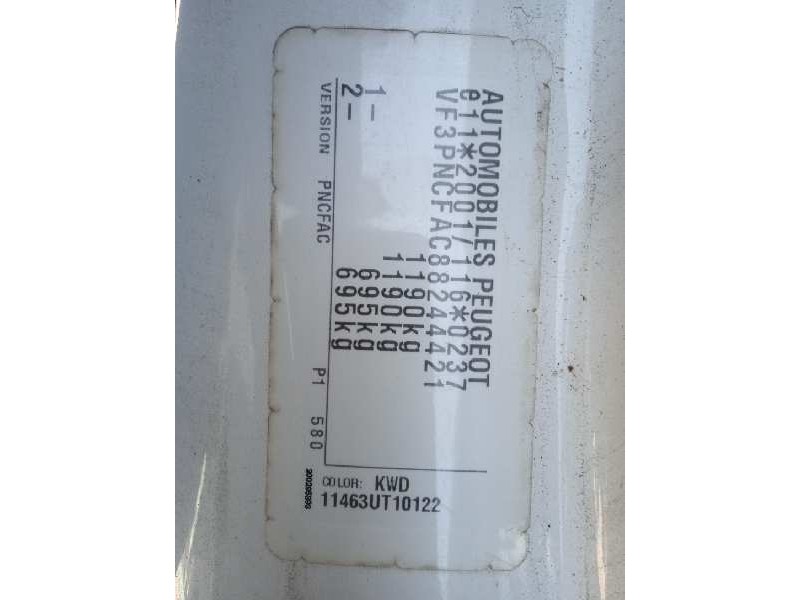 AUTOMOBILES PEUGEOT
e11*2001/116*0237
VF3PNCFAC88244421
1190kg
1190kg
1- 695kg
2- 695kg
VERSION PNCFAC P1 580
COLOR: KWD
11463UT10122